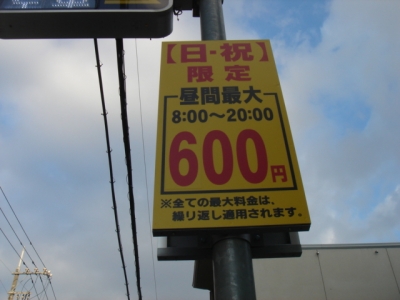 【日・祝】
限定
昼間最大
8:00〜20:00
600円
※全ての最大料金は、
繰り返し適用されます。